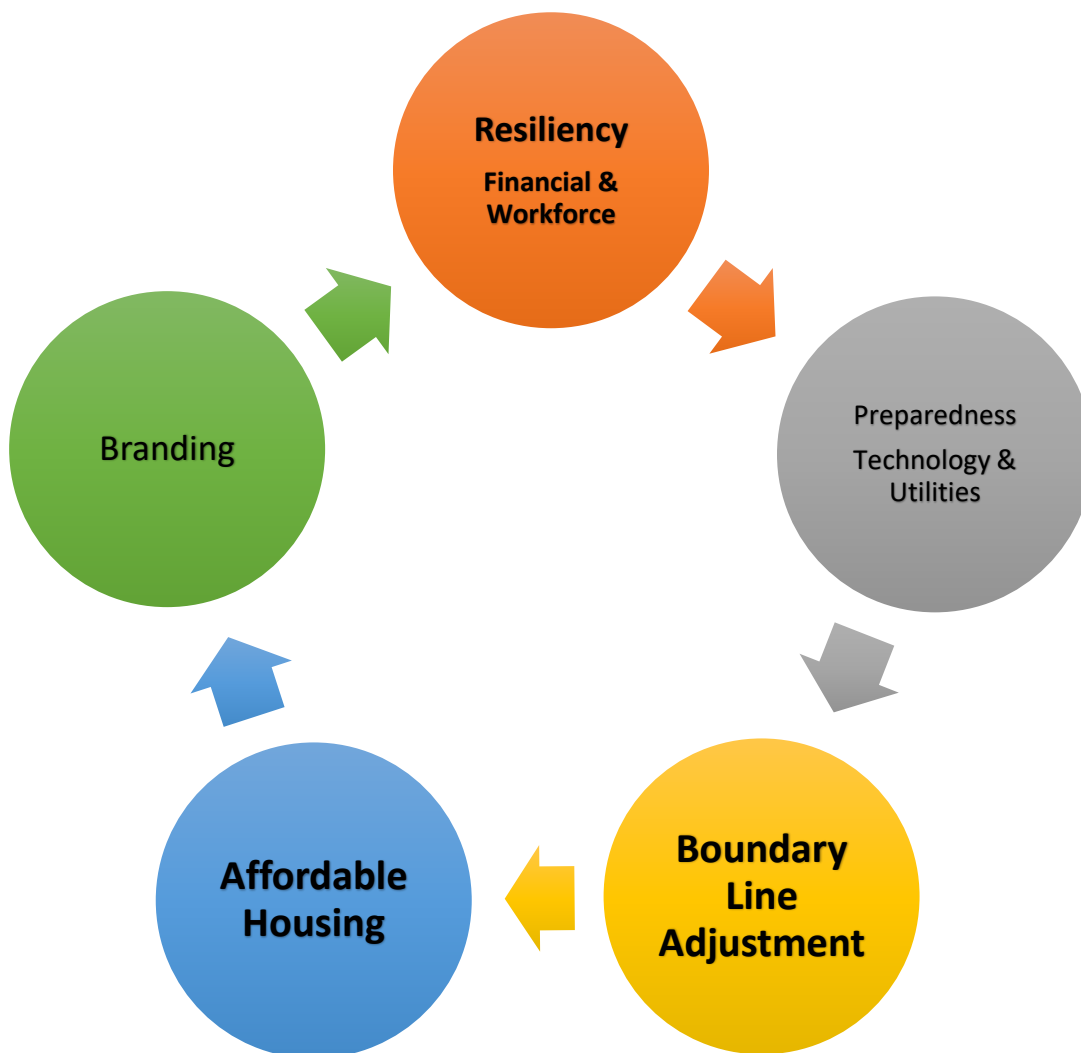 Resiliency
Financial &
Workforce
Preparedness
Technology &
Utilities
Boundary
Line
Adjustment
Affordable
Housing
Branding